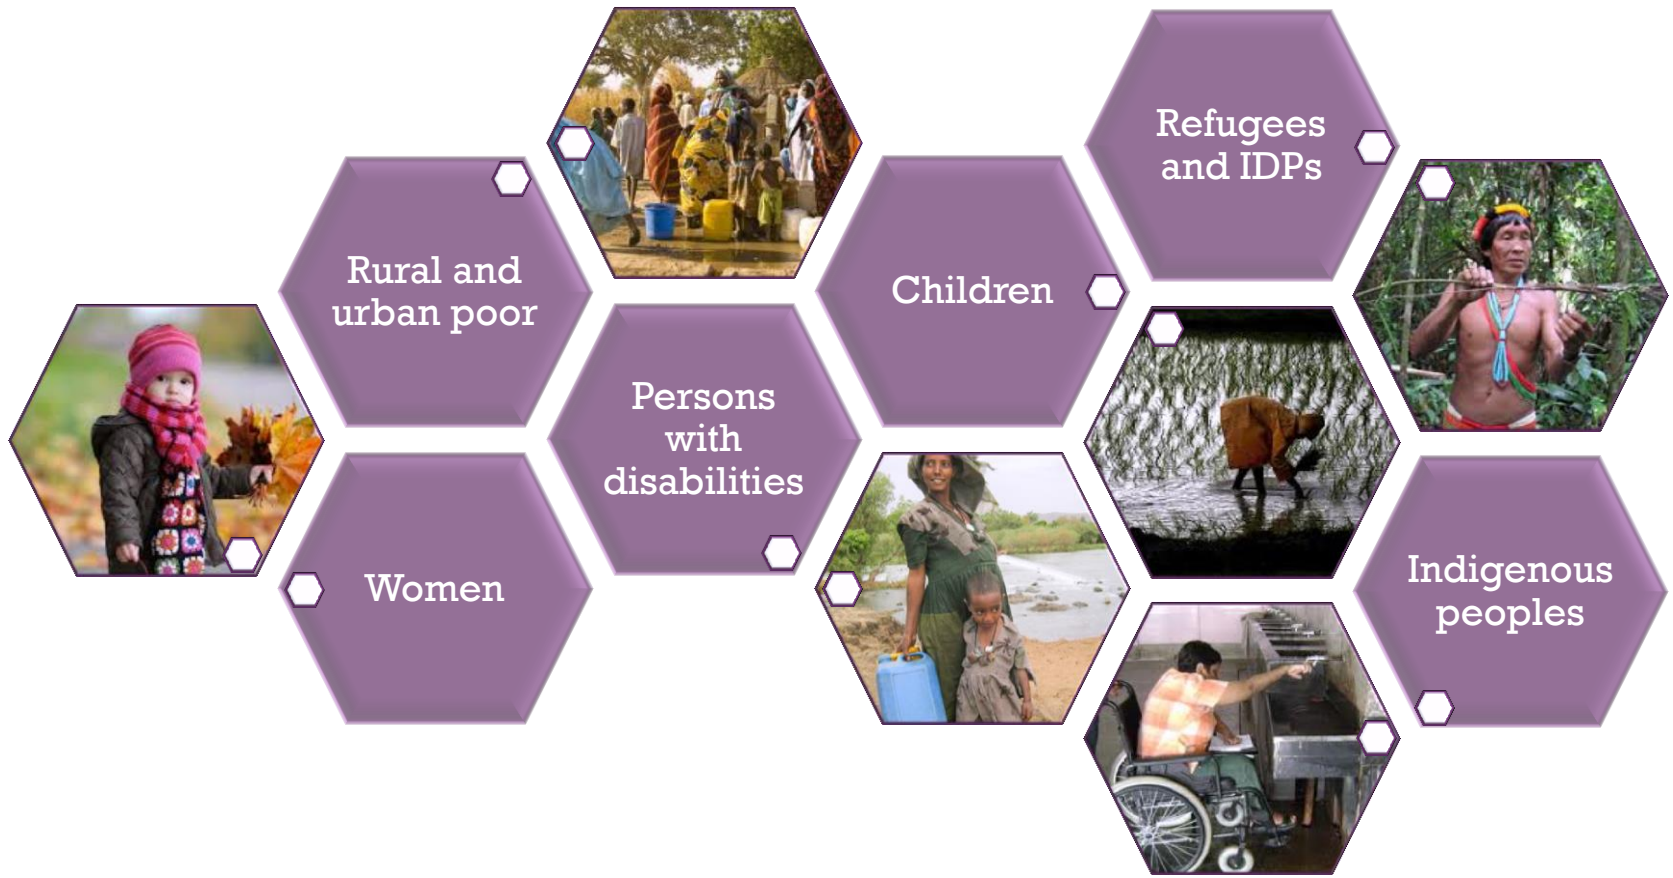 Rural and
urban poor
Women
Persons
with
disabilities
Children
Refugees
and IDPs
Indigenous
peoples